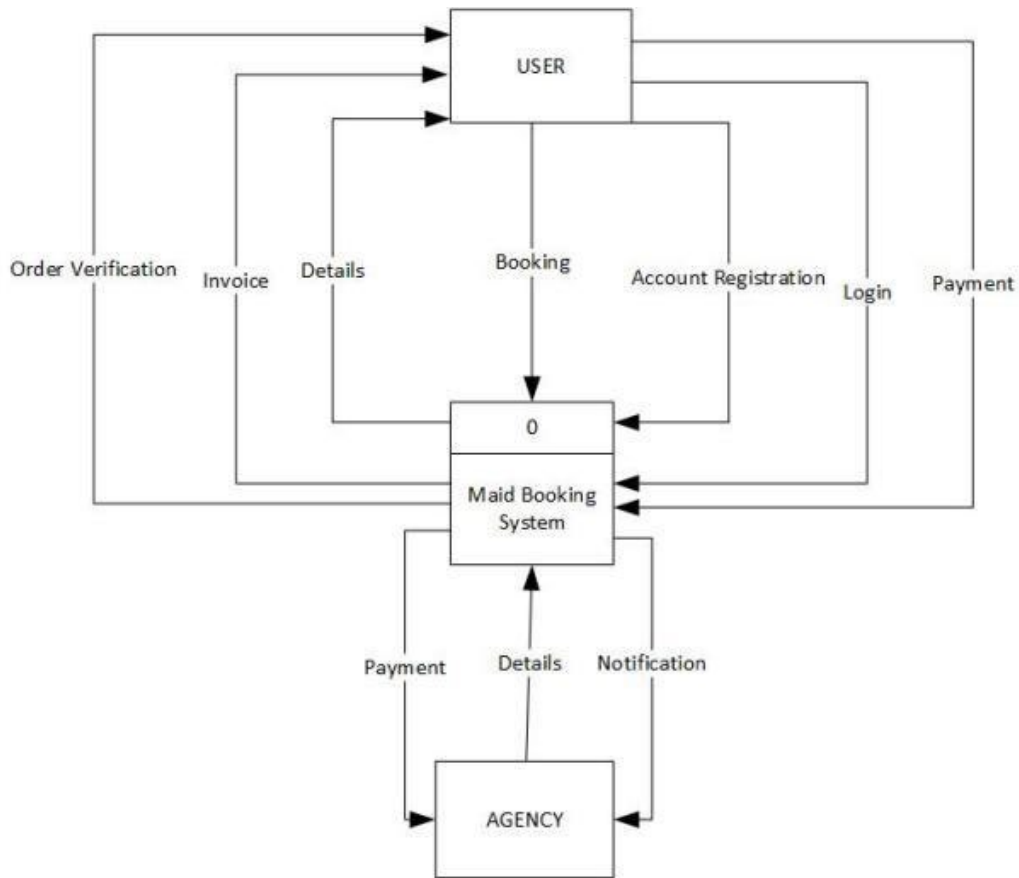 USER
Order Verification
Invoice
Details
Booking
Account Registration
Login
Payment
0
Maid Booking
System
Payment
Details
Notification
AGENCY